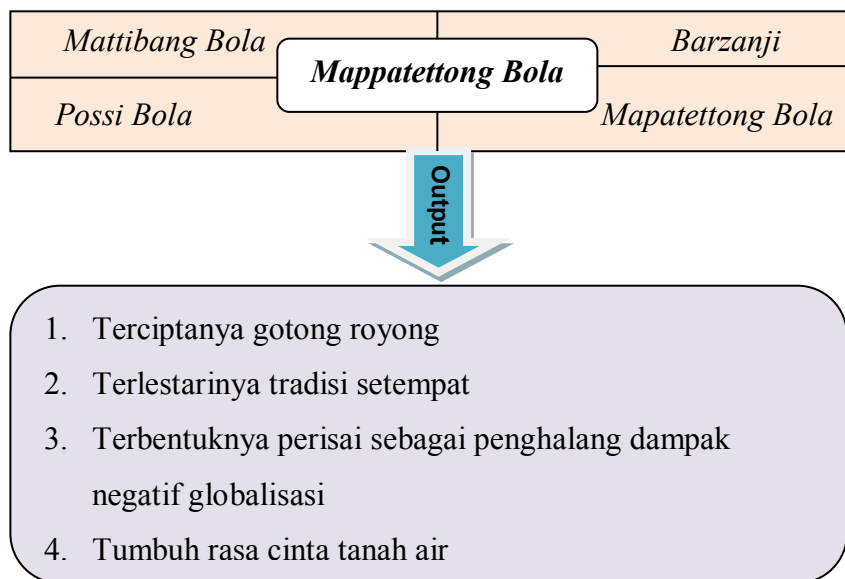 Mattibang Bola
Barzanji
Mappatettong Bola
Possi Bola
Mapatettong Bola
Output
1. Terciptanya gotong royong
2. Terlestarinya tradisi setempat
3. Terbentuknya perisai sebagai penghalang dampak
negatif globalisasi
4. Tumbuh rasa cinta tanah air